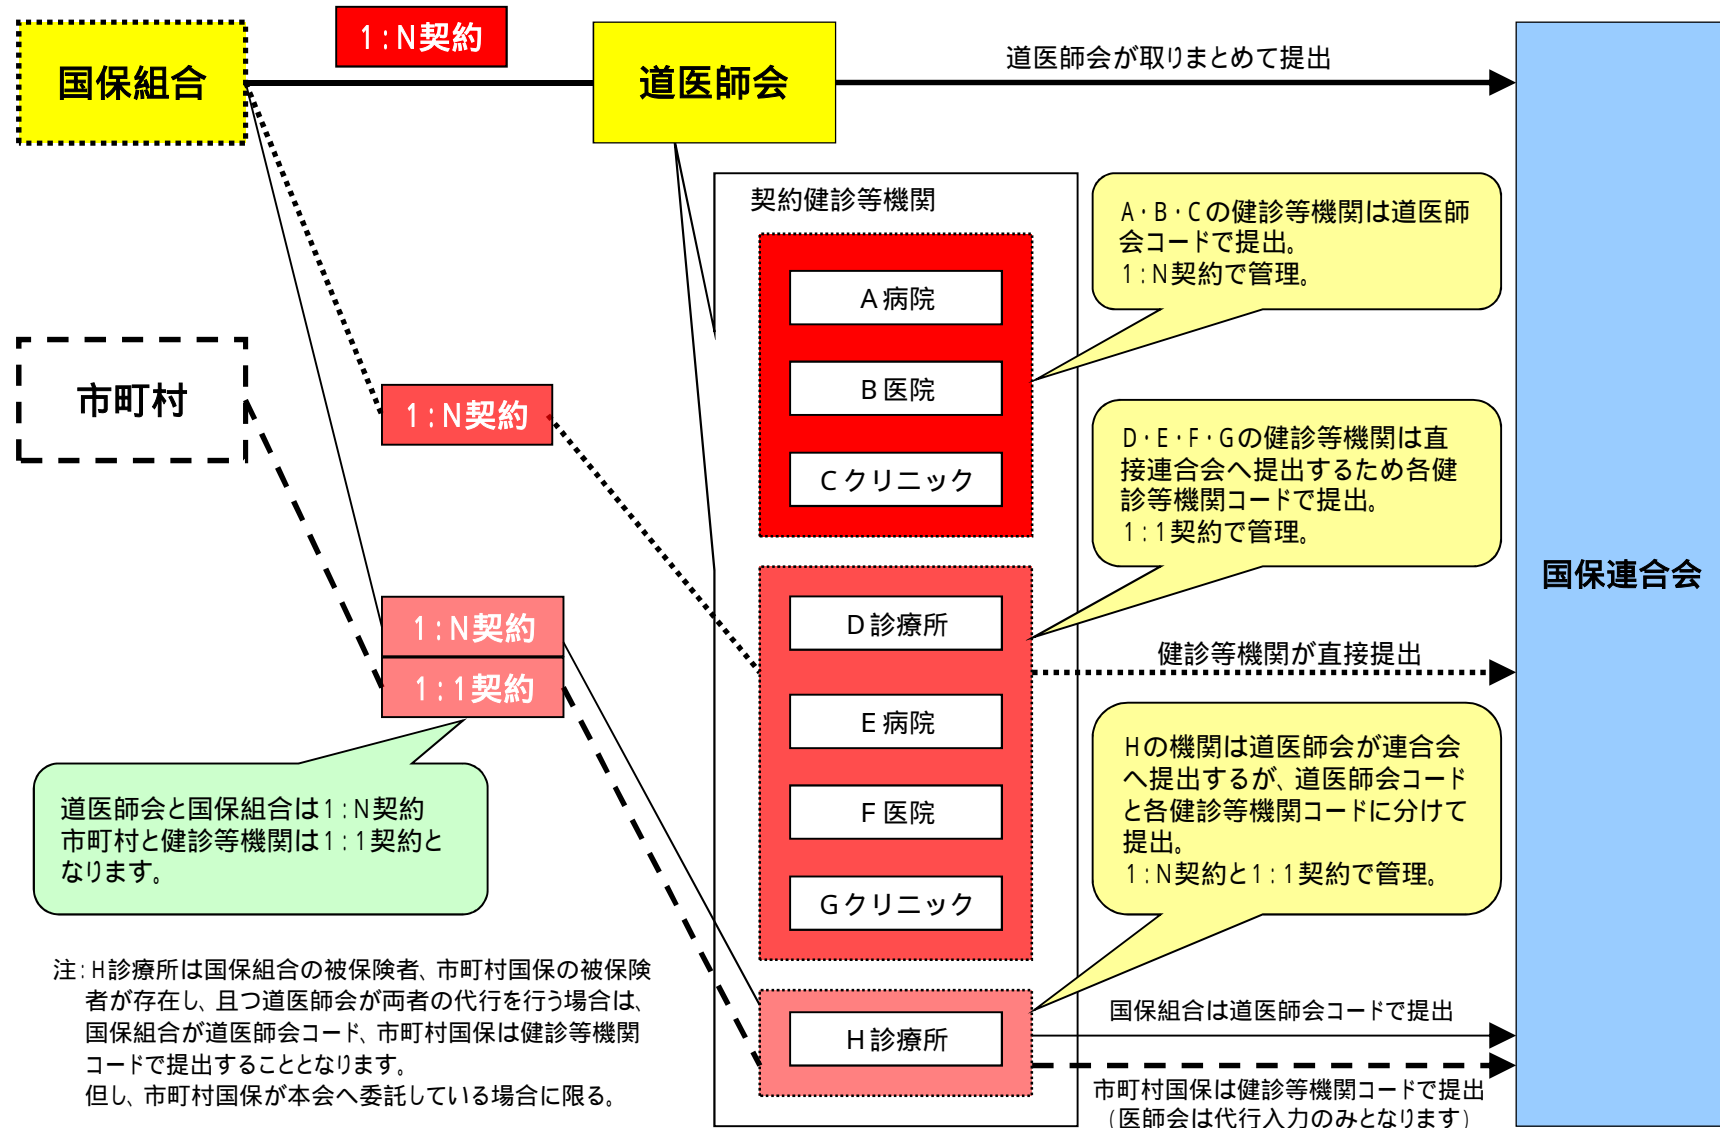 1:N契約
国保組合
道医師会
道医師会が取りまとめて提出
契約健診等機関
A病院
B医院
Cクリニック
A・B・Cの健診等機関は道医師
会コードで提出。
1:N契約で管理。
市町村
1:N契約
D・E・F・Gの健診等機関は直
接連合会へ提出するため各健
診等機関コードで提出。
1:1契約で管理。
国保連合会
1:N契約
1:1契約
D診療所
E病院
F医院
Gクリニック
健診等機関が直接提出
Hの機関は道医師会が連合会
へ提出するが、道医師会コード
と各健診等機関コードに分けて
提出。
1:N契約と1:1契約で管理。
道医師会と国保組合は1:N契約
市町村と健診等機関は1:1契約と
なります。
注:H診療所は国保組合の被保険者、市町村国保の被保険
者が存在し、且つ道医師会が両者の代行を行う場合は、
国保組合が道医師会コード、市町村国保は健診等機関
コードで提出することとなります。
但し、市町村国保が本会へ委託している場合に限る。
H診療所
国保組合は道医師会コードで提出
市町村国保は健診等機関コードで提出
(医師会は代行入力のみとなります)